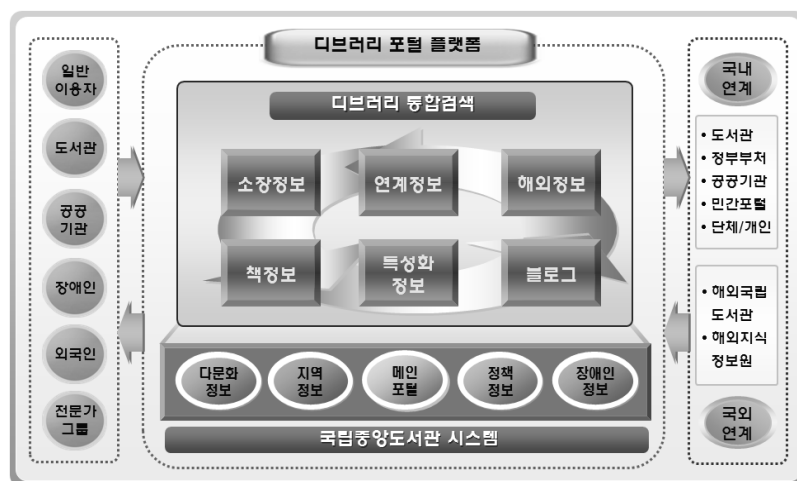 디브러리 포털 플랫폼
일반
이용자
도서관
공공
기관
장애인
외국인
전문가
그룹
디브러리 통합검색
소장정보
연계정보
해외정보
책정보
특성화
정보
블로그
다문화
정보
지역
정보
메인
포털
정책
정보
장애인
정보
국립중앙도서관 시스템
국내
연계
• 도서관
• 정부부처
• 공공기관
• 민간포털
• 단체/개인
• 해외국립
도서관
• 해외지식
정보원
국외
연계